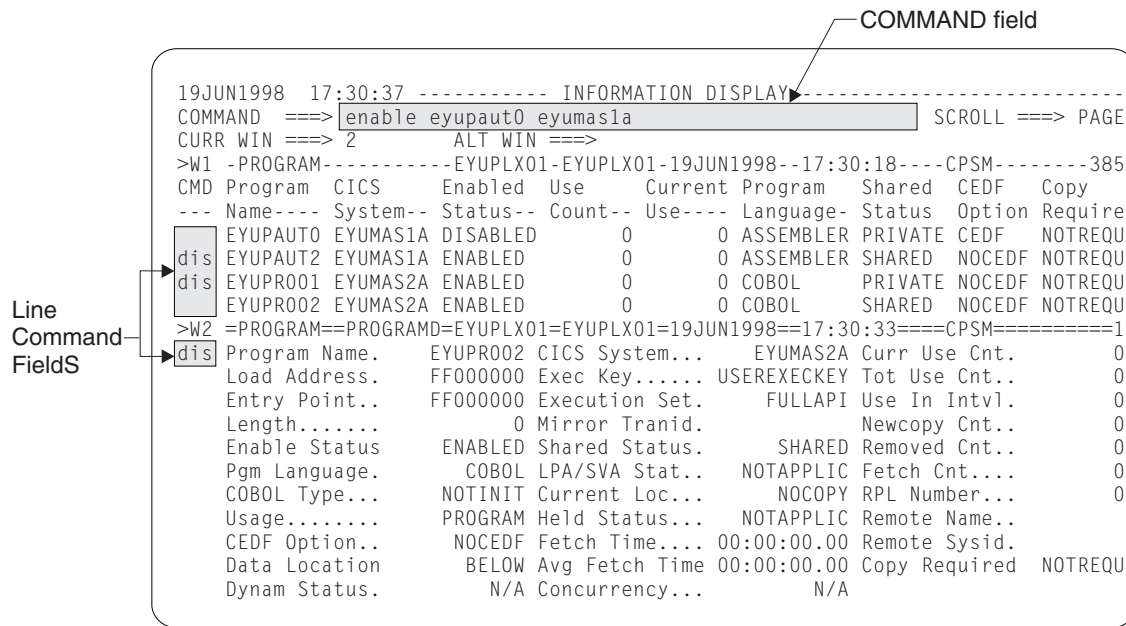 COMMAND field
19JUN1998  17:30:37 ----------- INFORMATION DISPLAY----------------------------
COMMAND  ===> enable eyupaut0 eyumas1a                          SCROLL ===> PAGE
CURR WIN ===> 2        ALT WIN ===>
>W1 -PROGRAM-----------EYUPLX01-EYUPLX01-19JUN1998--17:30:18----CPSM--------385
CMD Program  CICS     Enabled  Use     Current Program   Shared  CEDF   Copy
--- Name---- System-- Status-- Count-- Use---- Language- Status  Option Require
    EYUPAUT0 EYUMAS1A DISABLED       0       0 ASSEMBLER PRIVATE CEDF   NOTREQU
dis EYUPAUT2 EYUMAS1A ENABLED        0       0 ASSEMBLER SHARED  NOCEDF NOTREQU
dis EYUPRO01 EYUMAS2A ENABLED        0       0 COBOL     PRIVATE NOCEDF NOTREQU
    EYUPRO02 EYUMAS2A ENABLED        0       0 COBOL     SHARED  NOCEDF NOTREQU
>W2 =PROGRAM==PROGRAMD=EYUPLX01=EYUPLX01=19JUN1998==17:30:33====CPSM==========1
dis Program Name.    EYUPRO02 CICS System...    EYUMAS2A Curr Use Cnt.        0
    Load Address.    FF000000 Exec Key...... USEREXECKEY Tot Use Cnt..        0
    Entry Point..    FF000000 Execution Set.     FULLAPI Use In Intvl.        0
    Length.......           0 Mirror Tranid.             Newcopy Cnt..        0
    Enable Status     ENABLED Shared Status.      SHARED Removed Cnt..        0
    Pgm Language.       COBOL LPA/SVA Stat..   NOTAPPLIC Fetch Cnt....        0
    COBOL Type...     NOTINIT Current Loc...      NOCOPY RPL Number...        0
    Usage........     PROGRAM Held Status...   NOTAPPLIC Remote Name..
    CEDF Option..      NOCEDF Fetch Time.... 00:00:00.00 Remote Sysid.
    Data Location       BELOW Avg Fetch Time 00:00:00.00 Copy Required  NOTREQU
    Dynam Status.         N/A Concurrency...         N/A
Line
Command
FieldS